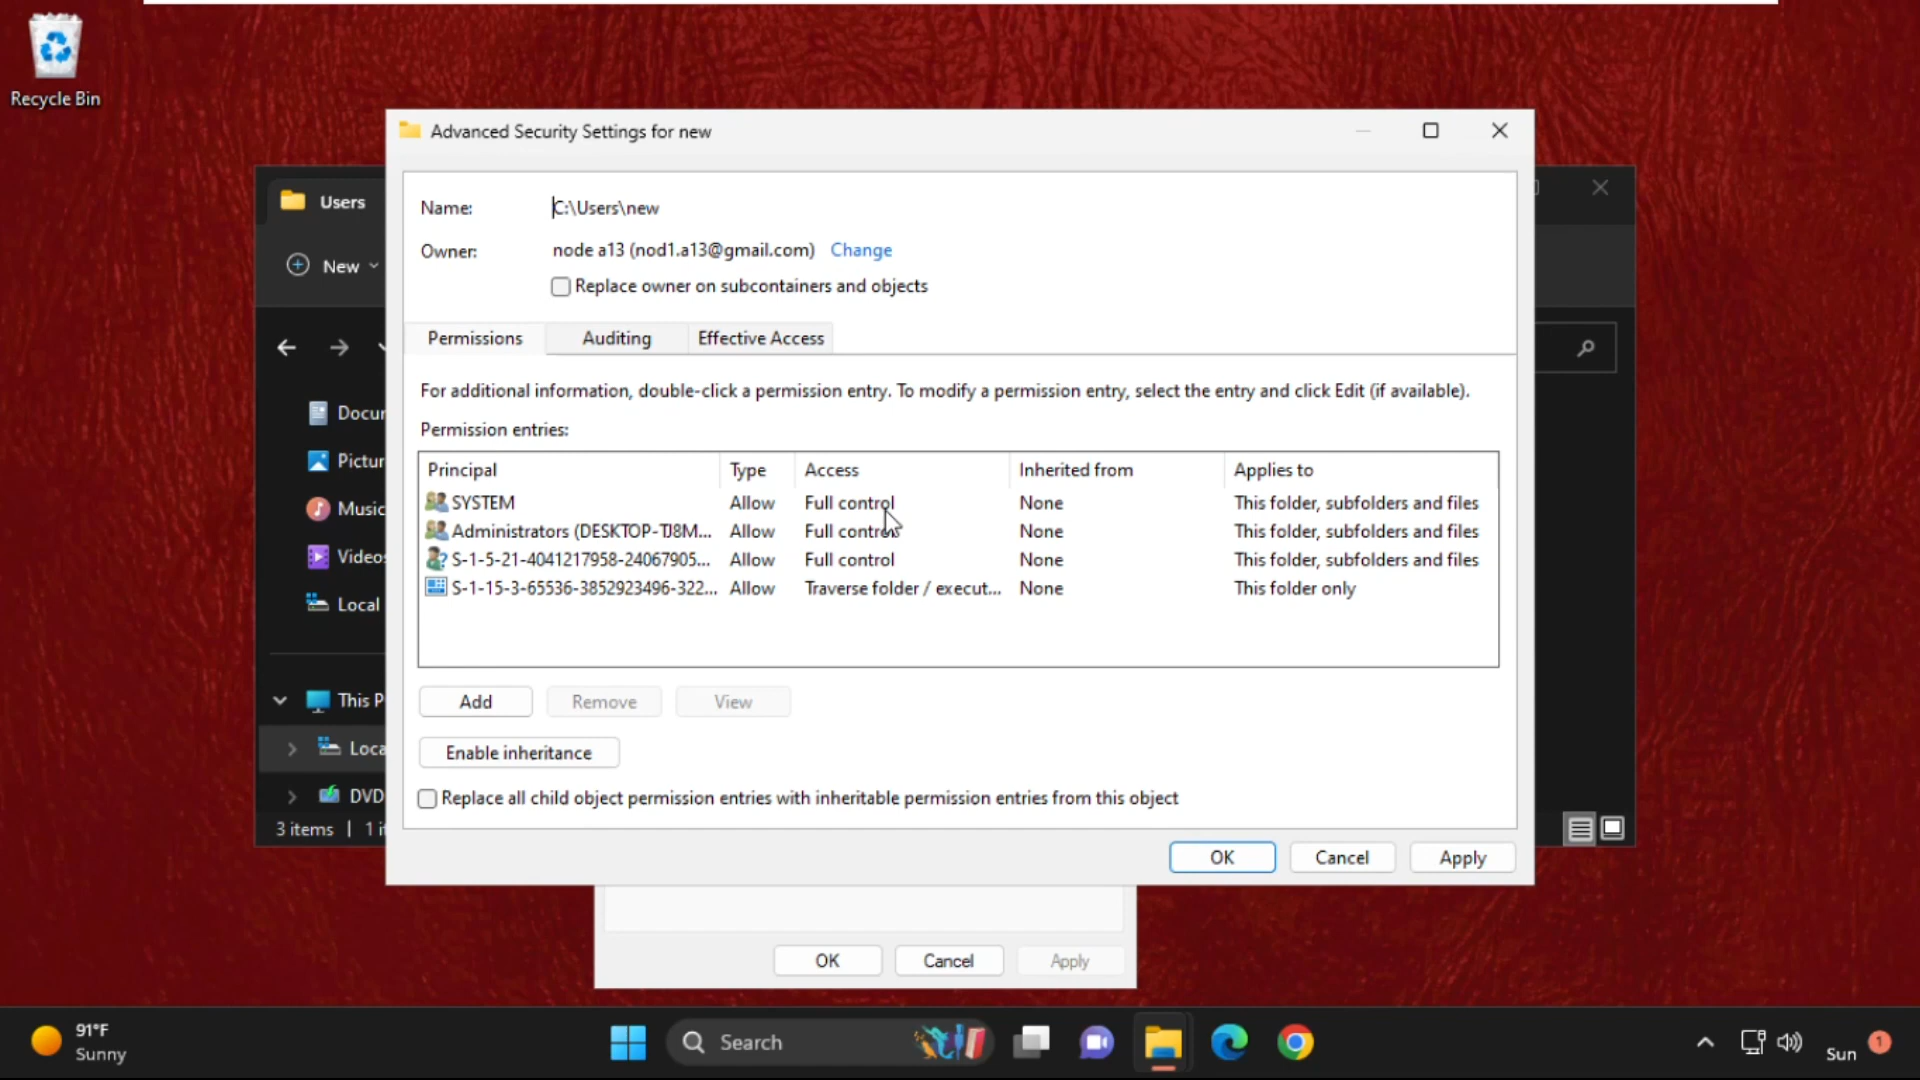 Recycle Bin
Advanced Security Settings for new
Users
Name: C:\Users\new
Owner: node a13 (nod1.a13@gmail.com) Change
New
Replace owner on subcontainers and objects
Permissions Auditing Effective Access
For additional information, double-click a permission entry. To modify a permission entry, select the entry and click Edit (if available).
Docur
Permission entries:
Pictur
Principal Type Access Inherited from Applies to
SYSTEM Allow Full control None This folder, subfolders and files
Music
Administrators (DESKTOP-TJ8M... Allow Full control None This folder, subfolders and files
Videos
S-1-5-21-4041217958-24067905... Allow Full control None This folder, subfolders and files
S-1-15-3-65536-3852923496-322... Allow Traverse folder / execut... None This folder only
Local
Add Remove View
This P
Loca
Enable inheritance
DVD
Replace all child object permission entries with inheritable permission entries from this object
3 items | 1 it
OK Cancel Apply
OK Cancel Apply
91°F
Sunny
Search
Sun 1